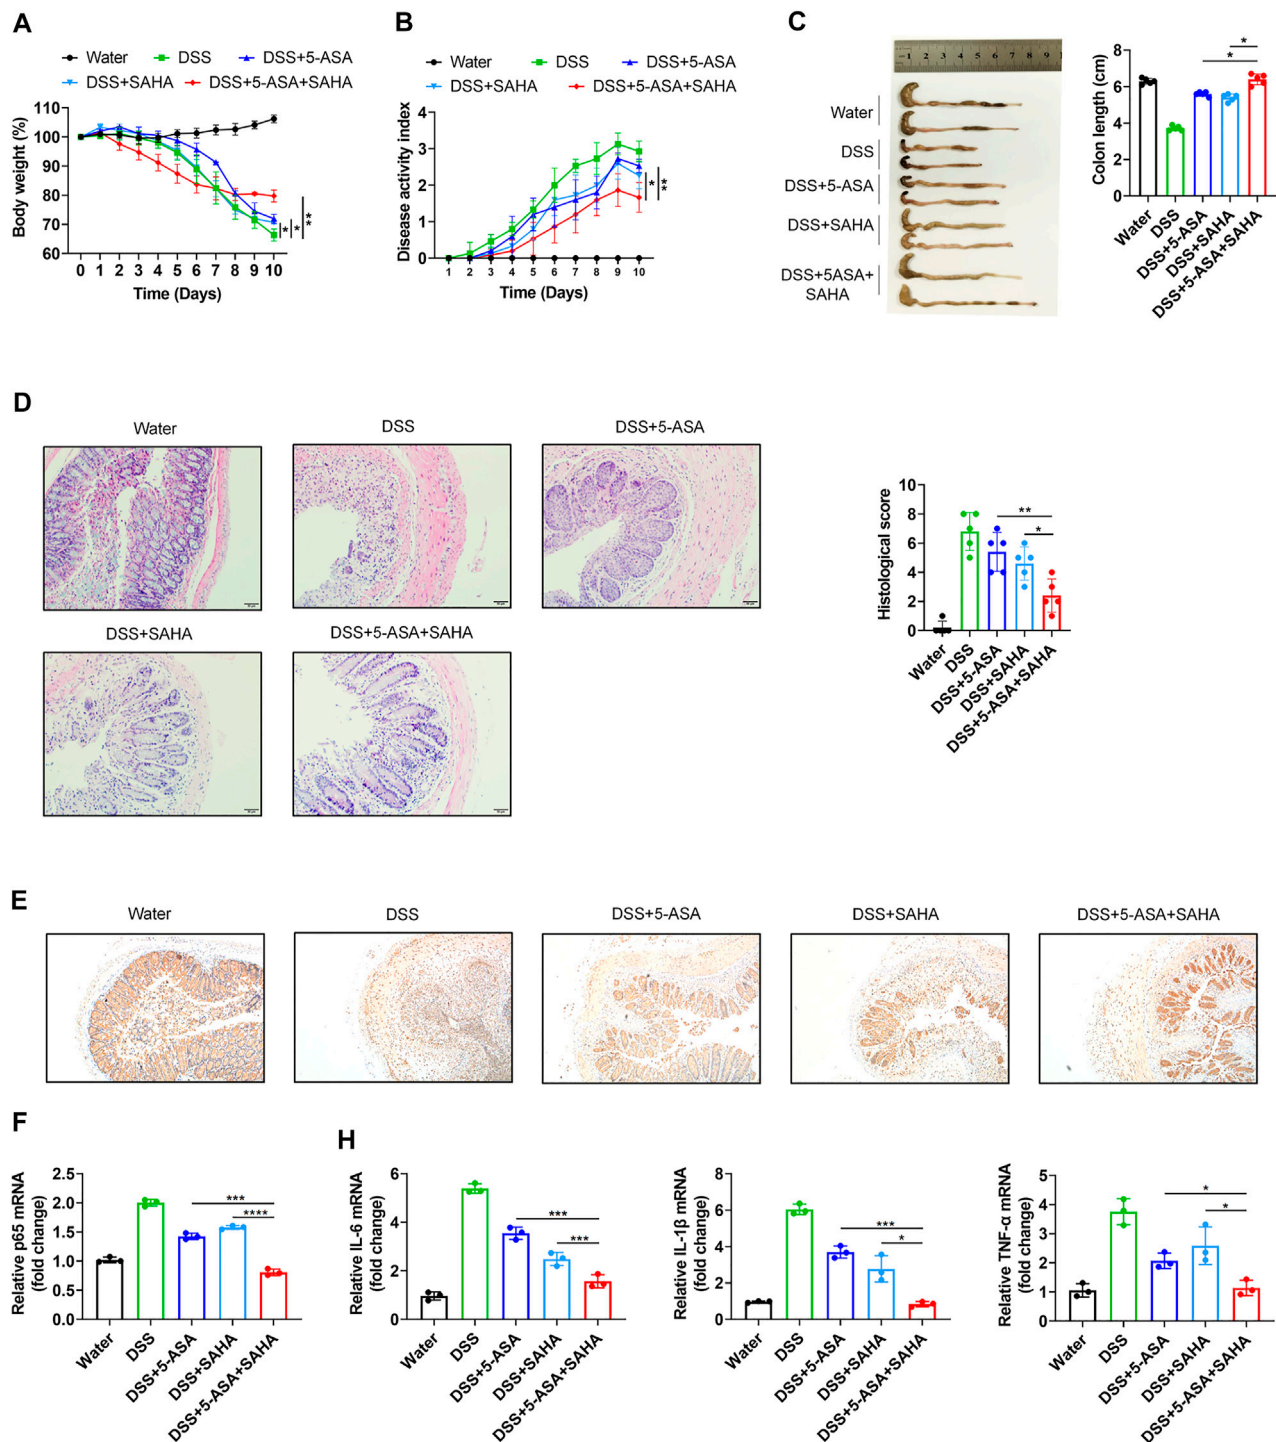 A
Water DSS DSS+5-ASA
DSS+SAHA DSS+5-ASA+SAHA
Body weight (%)
110
100
90
80
70
60
* * **
0 1 2 3 4 5 6 7 8 9 10
Time (Days)
B
Water DSS DSS+5-ASA
DSS+SAHA DSS+5-ASA+SAHA
Disease activity index
4
3
2
1
0
* **
1 2 3 4 5 6 7 8 9 10
Time (Days)
C
1 2 3 4 5 6 7 8 9
Water
DSS
DSS+5-ASA
DSS+SAHA
DSS+5ASA+
SAHA
Colon length (cm)
8
6
4
2
0
*
*
Water
DSS
DSS+5-ASA
DSS+SAHA
DSS+5-ASA+SAHA
D
Water DSS DSS+5-ASA
DSS+SAHA DSS+5-ASA+SAHA
Histological score
10
8
6
4
2
0
**
*
Water
DSS
DSS+5-ASA
DSS+SAHA
DSS+5-ASA+SAHA
E
Water DSS DSS+5-ASA DSS+SAHA DSS+5-ASA+SAHA
F
Relative p65 mRNA
(fold change)
2.5
2.0
1.5
1.0
0.5
0.0
***
****
Water
DSS
DSS+5-ASA
DSS+SAHA
DSS+5-ASA+SAHA
H
Relative IL-6 mRNA
(fold change)
6
4
2
0
***
***
Water
DSS
DSS+5-ASA
DSS+SAHA
DSS+5-ASA+SAHA
Relative IL-1β mRNA
(fold change)
8
6
4
2
0
***
*
Water
DSS
DSS+5-ASA
DSS+SAHA
DSS+5-ASA+SAHA
Relative TNF-α mRNA
(fold change)
5
4
3
2
1
0
*
*
Water
DSS
DSS+5-ASA
DSS+SAHA
DSS+5-ASA+SAHA